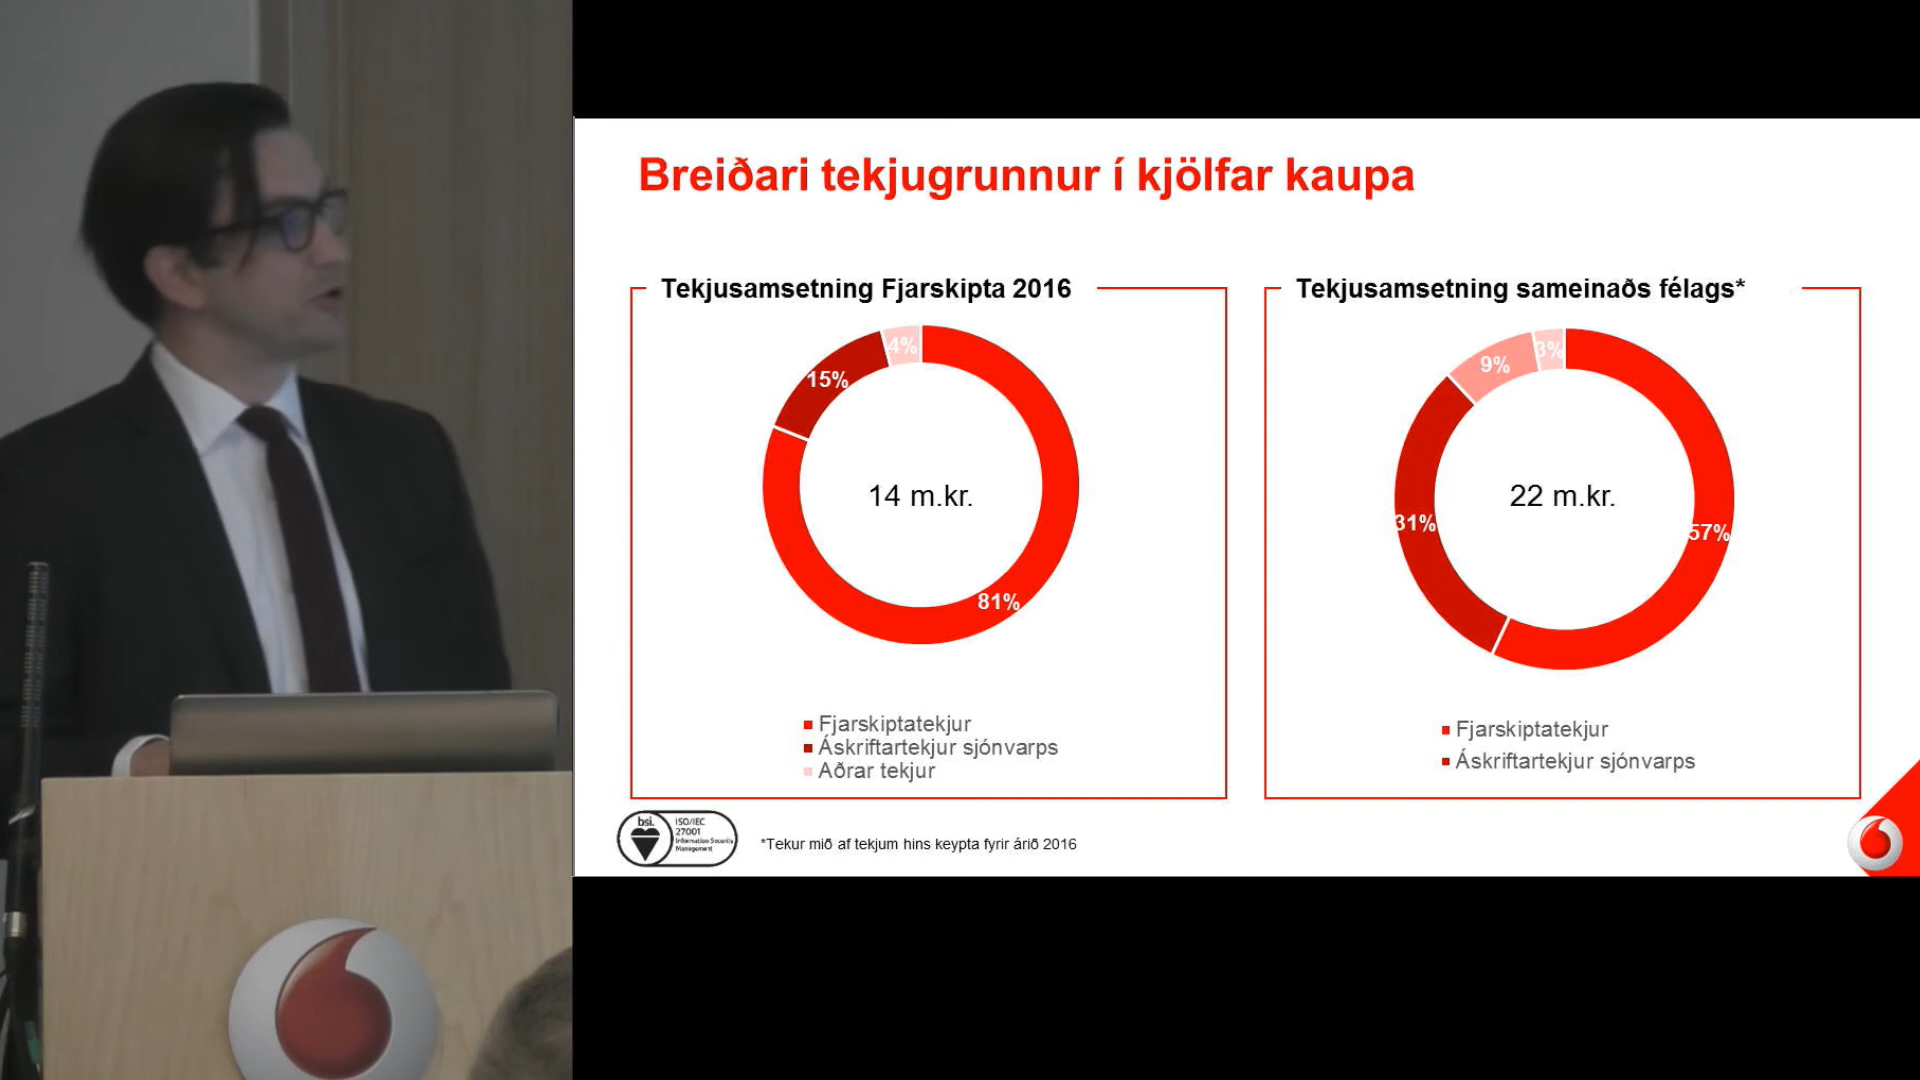 Breiðari tekjugrunnur í kjölfar kaupa
Tekjusamsetning Fjarskipta 2016
4%
15%
14 m.kr.
81%
Fjarskiptatekjur
Áskriftartekjur sjónvarps
Aðrar tekjur
Tekjusamsetning sameinaðs félags*
3%
9%
22 m.kr.
31%
57%
Fjarskiptatekjur
Áskriftartekjur sjónvarps
bsi.
ISO/IEC
27001
Information Security
Management
*Tekur mið af tekjum hins keypta fyrir árið 2016